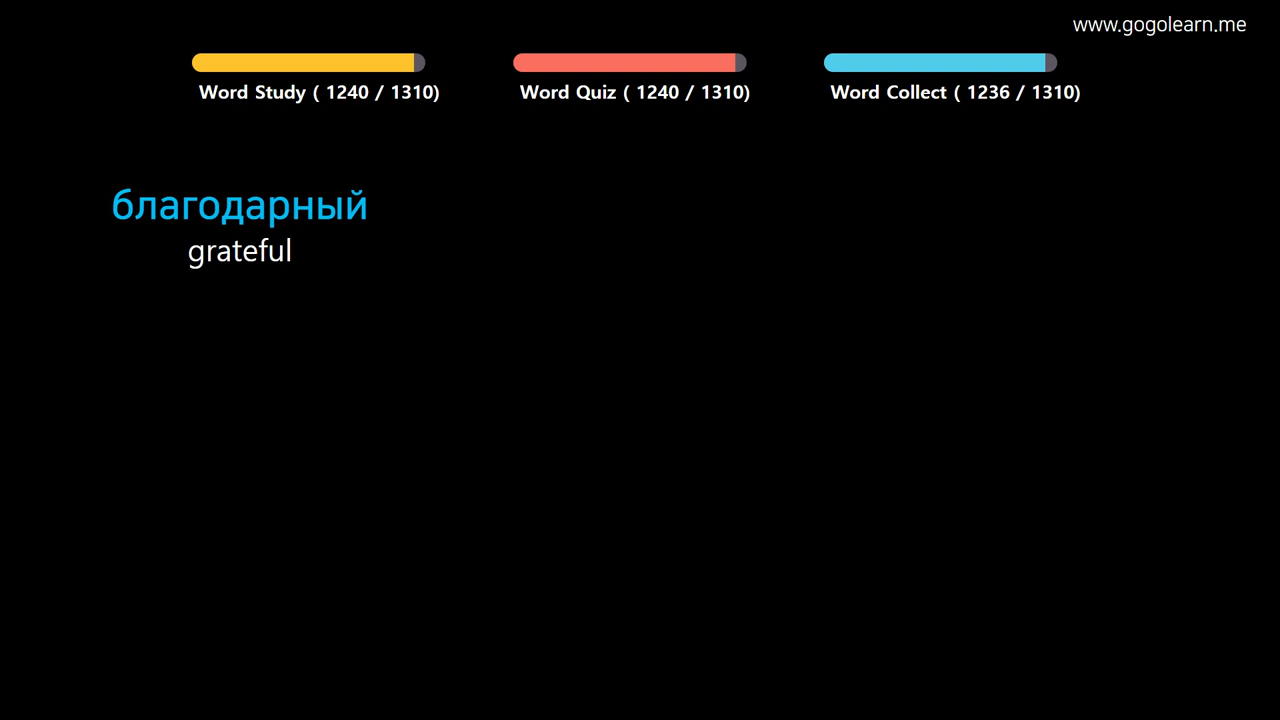 www.gogolearn.me
Word Study ( 1240 / 1310)
Word Quiz ( 1240 / 1310)
Word Collect ( 1236 / 1310)
благодарный
grateful